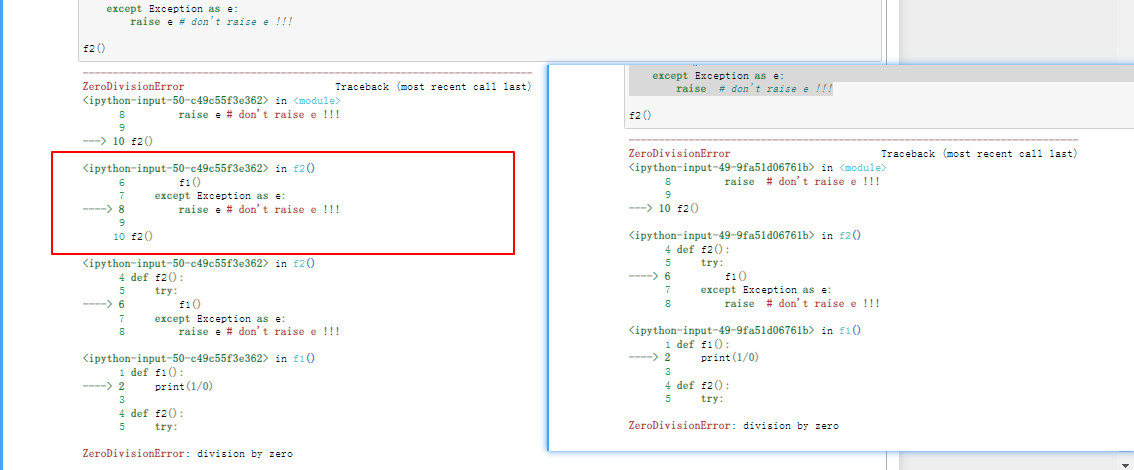 except Exception as e:
raise e # don't raise e !!!
f2()
ZeroDivisionError Traceback (most recent call last)
<ipython-input-50-c49c55f3e362> in <module>
8 raise e # don't raise e !!!
9
---> 10 f2()
<ipython-input-50-c49c55f3e362> in f2()
6 f1()
7 except Exception as e:
----> 8 raise e # don't raise e !!!
9
10 f2()
<ipython-input-50-c49c55f3e362> in f2()
4 def f2():
5 try:
----> 6 f1()
7 except Exception as e:
8 raise e # don't raise e !!!
<ipython-input-50-c49c55f3e362> in f1()
1 def f1():
----> 2 print(1/0)
3
4 def f2():
5 try:
ZeroDivisionError: division by zero
except Exception as e:
raise # don't raise e !!!
f2()
ZeroDivisionError Traceback (most recent call last)
<ipython-input-49-9fa51d06761b> in <module>
8 raise # don't raise e !!!
9
---> 10 f2()
<ipython-input-49-9fa51d06761b> in f2()
4 def f2():
5 try:
----> 6 f1()
7 except Exception as e:
8 raise # don't raise e !!!
<ipython-input-49-9fa51d06761b> in f1()
1 def f1():
----> 2 print(1/0)
3
4 def f2():
5 try:
ZeroDivisionError: division by zero